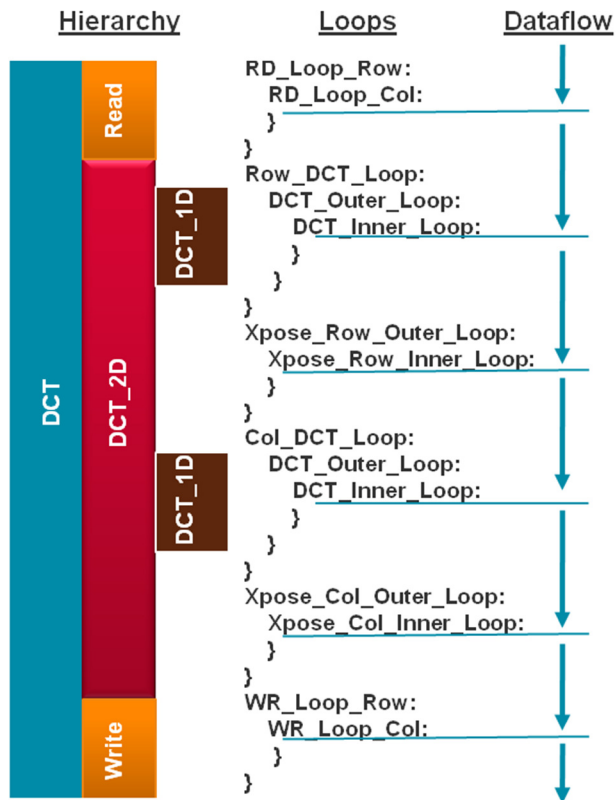 Hierarchy Loops Dataflow
DCT
Read
DCT_2D
DCT_1D
DCT_1D
Write
RD_Loop_Row:
RD_Loop_Col:
}
}
Row_DCT_Loop:
DCT_Outer_Loop:
DCT_Inner_Loop:
}
}
}
Xpose_Row_Outer_Loop:
Xpose_Row_Inner_Loop:
}
}
Col_DCT_Loop:
DCT_Outer_Loop:
DCT_Inner_Loop:
}
}
}
Xpose_Col_Outer_Loop:
Xpose_Col_Inner_Loop:
}
}
WR_Loop_Row:
WR_Loop_Col:
}
}